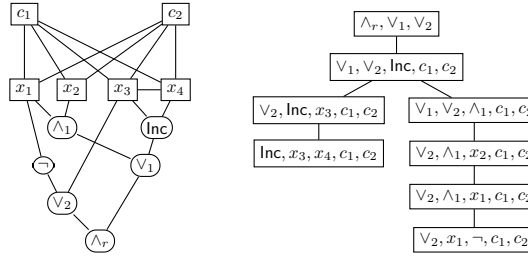 c₁ c₂
x₁ x₂ x₃ x₄
∧₁ Inc
¬ ∨₁
∨₂
∧ᵣ
∧ᵣ, ∨₁, ∨₂
∨₁, ∨₂, Inc, c₁, c₂
∨₂, Inc, x₃, c₁, c₂
Inc, x₃, x₄, c₁, c₂
∨₁, ∨₂, ∧₁, c₁, c₂
∨₂, ∧₁, x₂, c₁, c₂
∨₂, ∧₁, x₁, c₁, c₂
∨₂, x₁, ¬, c₁, c₂